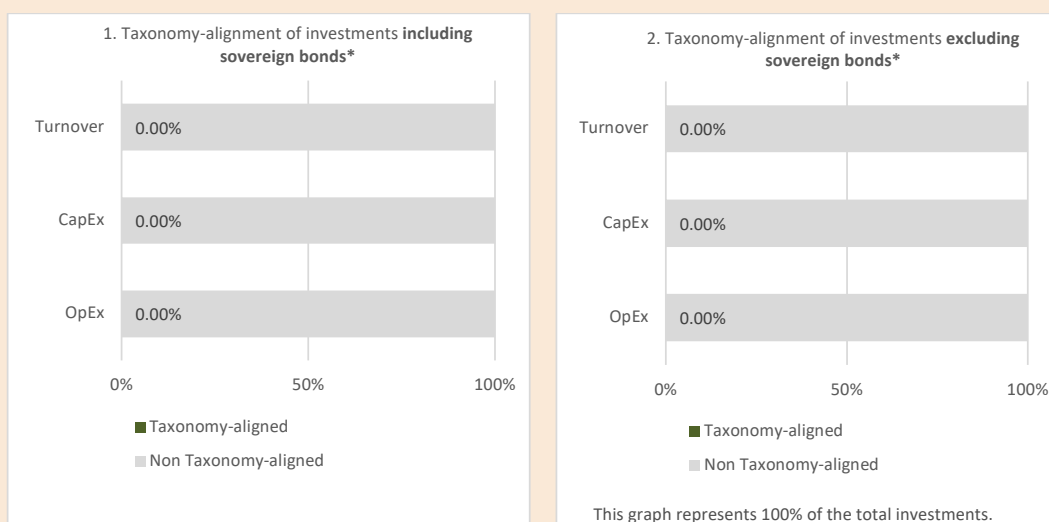 1. Taxonomy-alignment of investments including
sovereign bonds*
Turnover
0.00%
CapEx
0.00%
OpEx
0.00%
0%
50%
100%
Taxonomy-aligned
Non Taxonomy-aligned
2. Taxonomy-alignment of investments excluding
sovereign bonds*
Turnover
0.00%
CapEx
0.00%
OpEx
0.00%
0%
50%
100%
Taxonomy-aligned
Non Taxonomy-aligned
This graph represents 100% of the total investments.